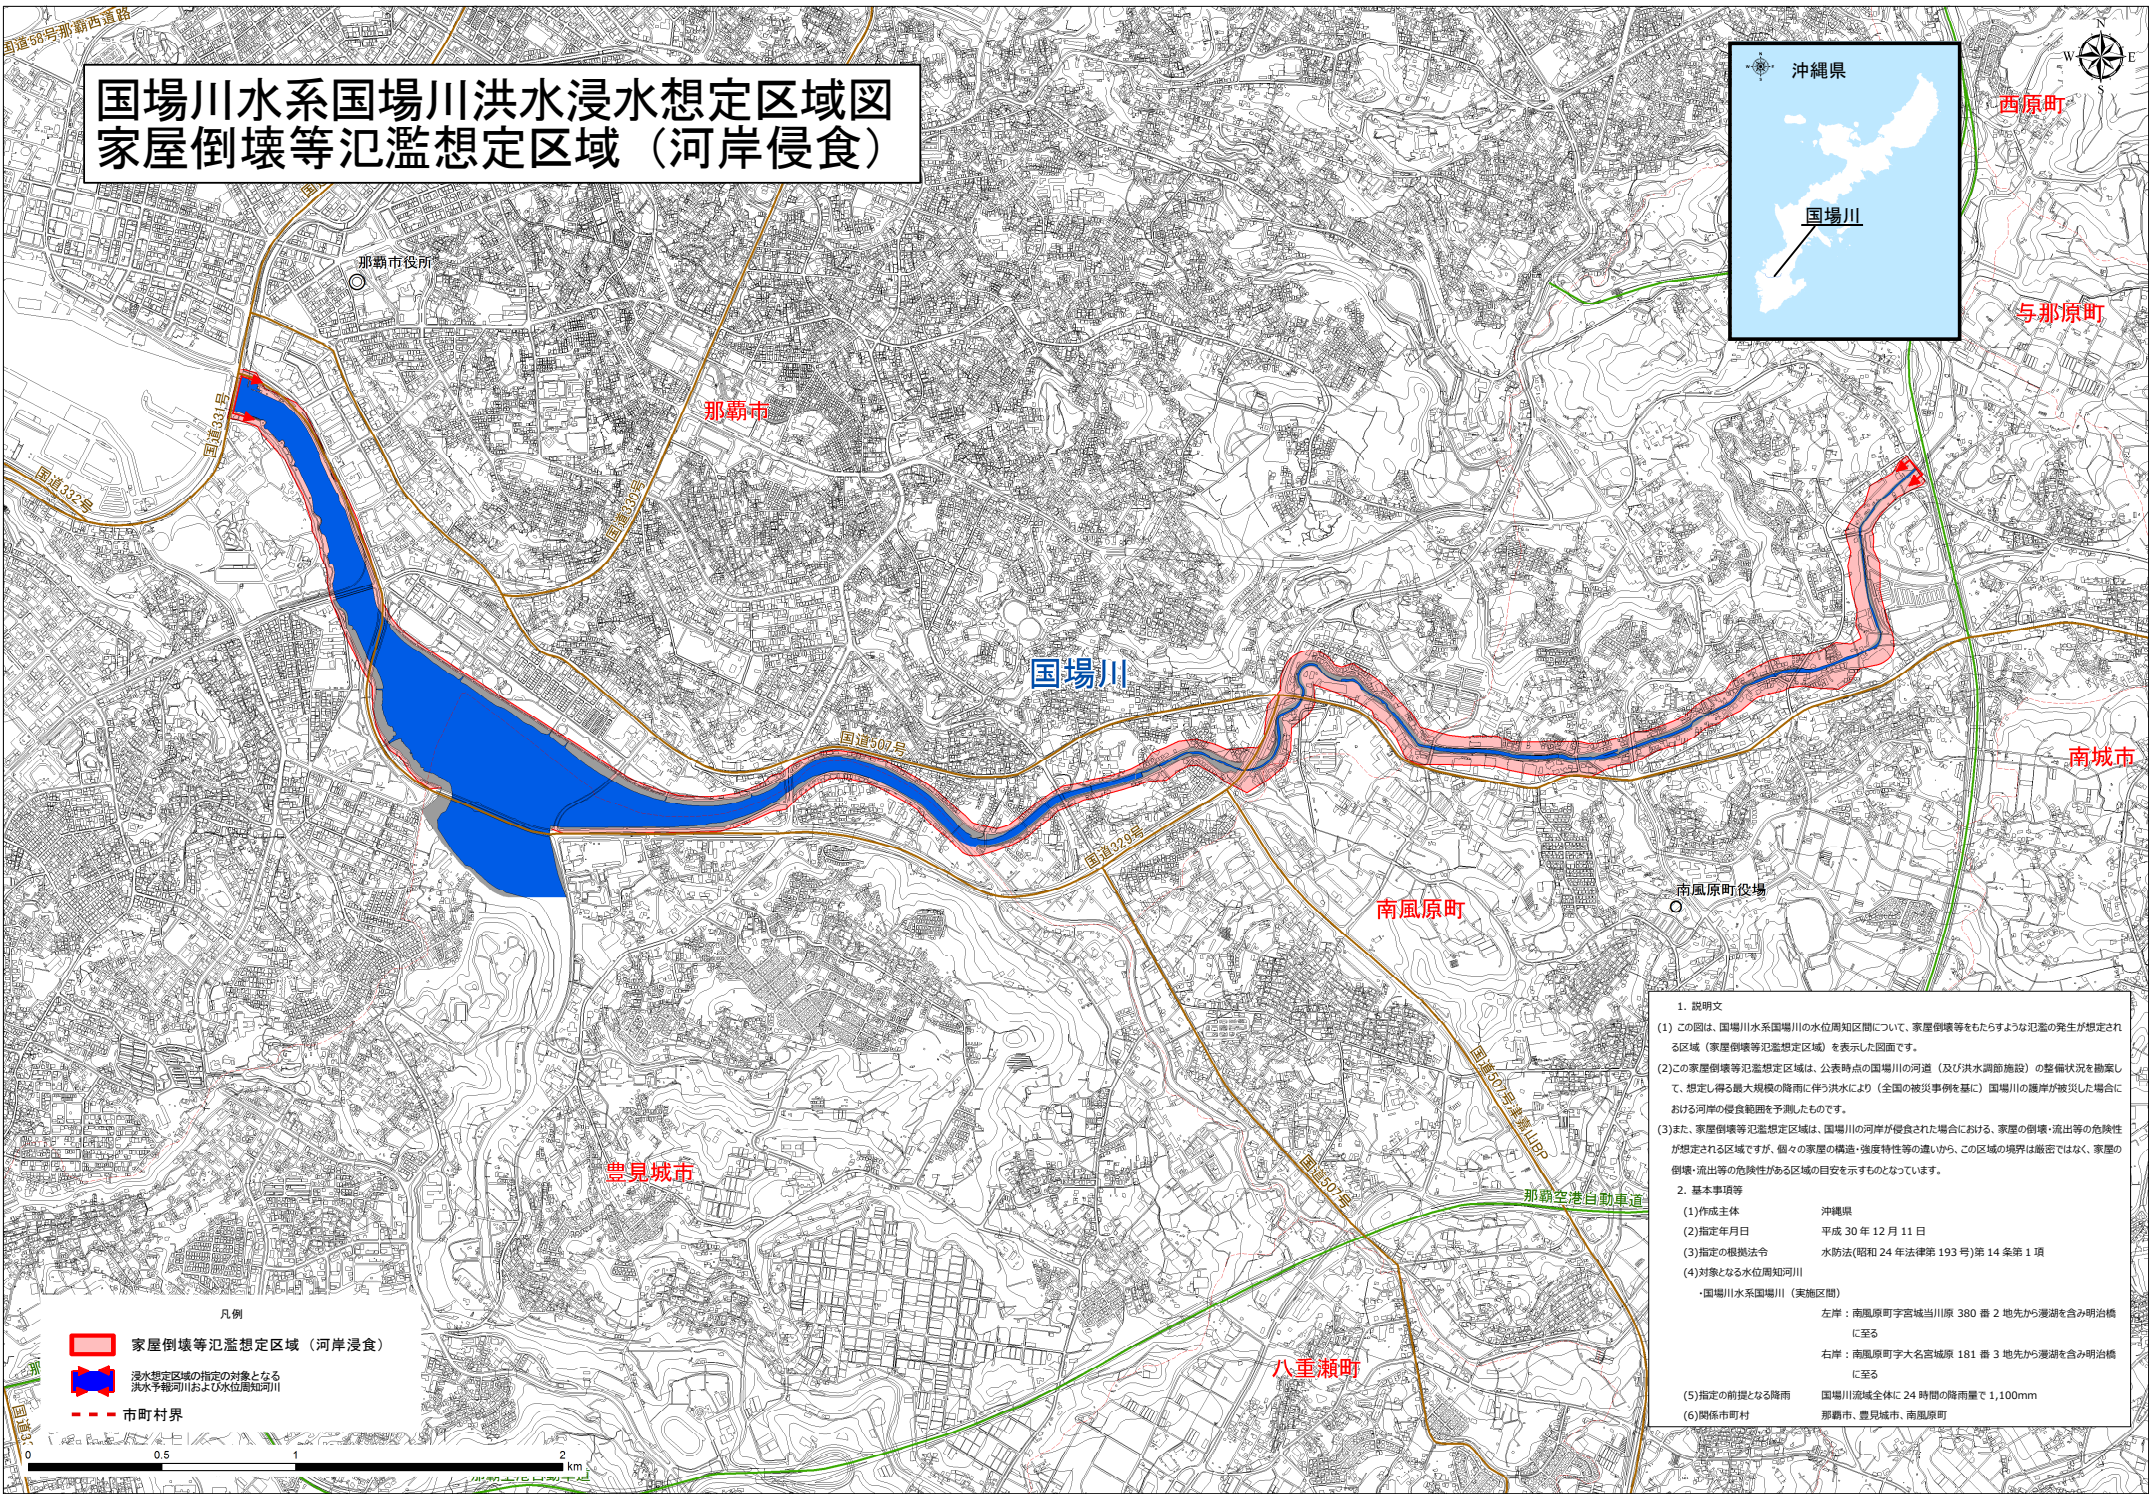 国道58号那覇西道路
国場川水系国場川洪水浸水想定区域図
家屋倒壊等氾濫想定区域（河岸侵食）
N
W
E
S
沖縄県
国場川
西原町
与那原町
那覇市役所
国道331号
国道332号
那覇市
国道330号
国場川
国道507号
国道329号
南城市
南風原町役場
南風原町
国道507号津嘉山BP
国道507号
那覇空港自動車道
豊見城市
八重瀬町
1. 説明文
(1) この図は、国場川水系国場川の水位周知区間について、家屋倒壊等をもたらすような氾濫の発生が想定され
る区域（家屋倒壊等氾濫想定区域）を表示した図面です。
(2)この家屋倒壊等氾濫想定区域は、公表時点の国場川の河道（及び洪水調節施設）の整備状況を勘案し
て、想定し得る最大規模の降雨に伴う洪水により（全国の被災事例を基に）国場川の護岸が被災した場合に
おける河岸の侵食範囲を予測したものです。
(3)また、家屋倒壊等氾濫想定区域は、国場川の河岸が侵食された場合における、家屋の倒壊・流出等の危険性
が想定される区域ですが、個々の家屋の構造・強度特性等の違いから、この区域の境界は厳密ではなく、家屋の
倒壊・流出等の危険性がある区域の目安を示すものとなっています。
2. 基本事項等
(1)作成主体 沖縄県
(2)指定年月日 平成 30 年 12 月 11 日
(3)指定の根拠法令 水防法(昭和 24 年法律第 193 号)第 14 条第 1 項
(4)対象となる水位周知河川
・国場川水系国場川（実施区間）
左岸：南風原町字宮城当川原 380 番 2 地先から漫湖を含み明治橋
に至る
右岸：南風原町字大名宮城原 181 番 3 地先から漫湖を含み明治橋
に至る
(5)指定の前提となる降雨 国場川流域全体に 24 時間の降雨量で 1,100mm
(6)関係市町村 那覇市、豊見城市、南風原町
凡例
家屋倒壊等氾濫想定区域（河岸浸食）
浸水想定区域の指定の対象となる
洪水予報河川および水位周知河川
市町村界
0 0.5 1 2
km
那覇空港自動車道